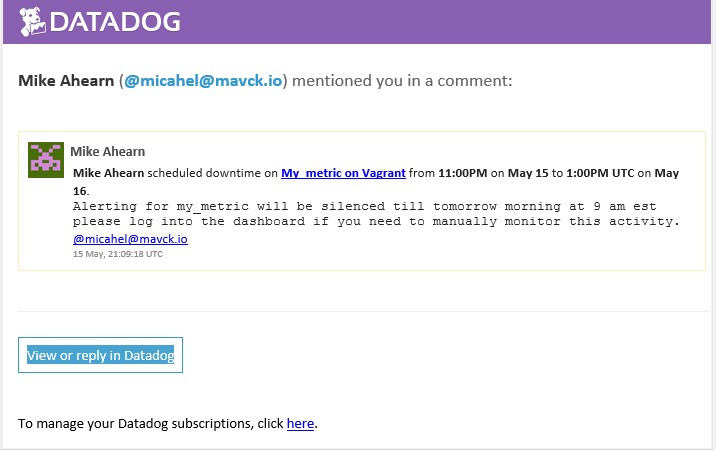 DATADOG
Mike Ahearn (@micahel@mavck.io) mentioned you in a comment:
Mike Ahearn
Mike Ahearn scheduled downtime on My_metric on Vagrant from 11:00PM on May 15 to 1:00PM UTC on May
16.
Alerting for my_metric will be silenced till tomorrow morning at 9 am est
please log into the dashboard if you need to manually monitor this activity.
@micahel@mavck.io
15 May, 21:09:18 UTC
View or reply in Datadog
To manage your Datadog subscriptions, click here.